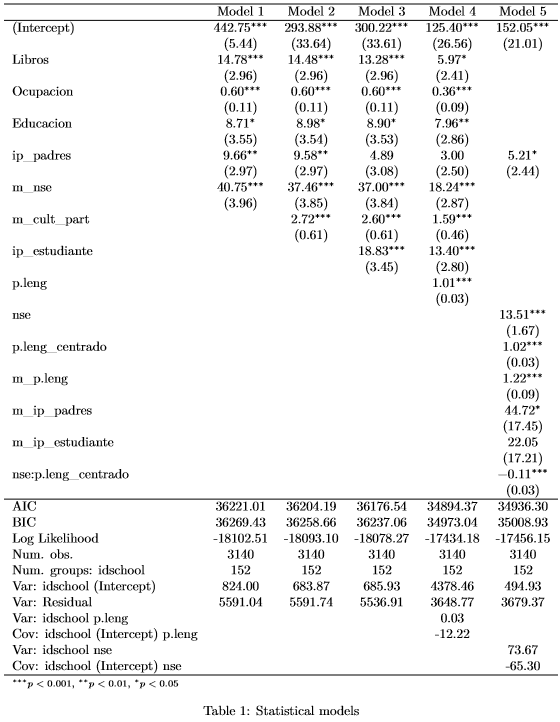 Model 1 Model 2 Model 3 Model 4 Model 5
(Intercept) 442.75*** 293.88*** 300.22*** 125.40*** 152.05***
(5.44) (33.64) (33.61) (26.56) (21.01)
Libros 14.78*** 14.48*** 13.28*** 5.97*
(2.96) (2.96) (2.96) (2.41)
Ocupacion 0.60*** 0.60*** 0.60*** 0.36***
(0.11) (0.11) (0.11) (0.09)
Educacion 8.71* 8.98* 8.90* 7.96**
(3.55) (3.54) (3.53) (2.86)
ip_padres 9.66** 9.58** 4.89 3.00 5.21*
(2.97) (2.97) (3.08) (2.50) (2.44)
m_nse 40.75*** 37.46*** 37.00*** 18.24***
(3.96) (3.85) (3.84) (2.87)
m_cult_part 2.72*** 2.60*** 1.59***
(0.61) (0.61) (0.46)
ip_estudiante 18.83*** 13.40***
(3.45) (2.80)
p.leng 1.01***
(0.03)
nse 13.51***
(1.67)
p.leng_centrado 1.02***
(0.03)
m_p.leng 1.22***
(0.09)
m_ip_padres 44.72*
(17.45)
m_ip_estudiante 22.05
(17.21)
nse:p.leng_centrado −0.11***
(0.03)
AIC 36221.01 36204.19 36176.54 34894.37 34936.30
BIC 36269.43 36258.66 36237.06 34973.04 35008.93
Log Likelihood -18102.51 -18093.10 -18078.27 -17434.18 -17456.15
Num. obs. 3140 3140 3140 3140 3140
Num. groups: idschool 152 152 152 152 152
Var: idschool (Intercept) 824.00 683.87 685.93 4378.46 494.93
Var: Residual 5591.04 5591.74 5536.91 3648.77 3679.37
Var: idschool p.leng 0.03
Cov: idschool (Intercept) p.leng -12.22
Var: idschool nse 73.67
Cov: idschool (Intercept) nse -65.30
***p < 0.001, **p < 0.01, *p < 0.05
Table 1: Statistical models